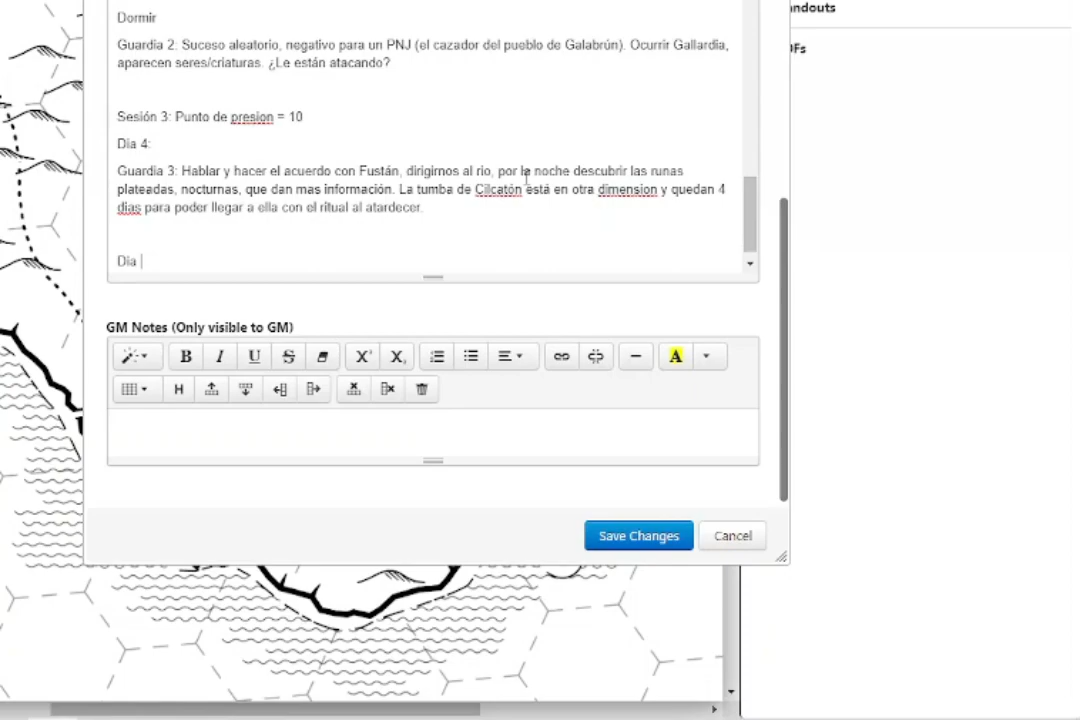 Dormir
Guardia 2: Suceso aleatorio, negativo para un PNJ (el cazador del pueblo de Galabrún). Ocurrir Gallardia,
aparecen seres/criaturas. ¿Le están atacando?
Sesión 3: Punto de presion = 10
Dia 4:
Guardia 3: Hablar y hacer el acuerdo con Fustán, dirigirnos al rio, por la noche descubrir las runas
plateadas, nocturnas, que dan mas información. La tumba de Cilcatón está en otra dimension y quedan 4
dias para poder llegar a ella con el ritual al atardecer.
Dia
GM Notes (Only visible to GM)
B I U S X' X,
A
H
Save Changes Cancel
ndouts
DFs